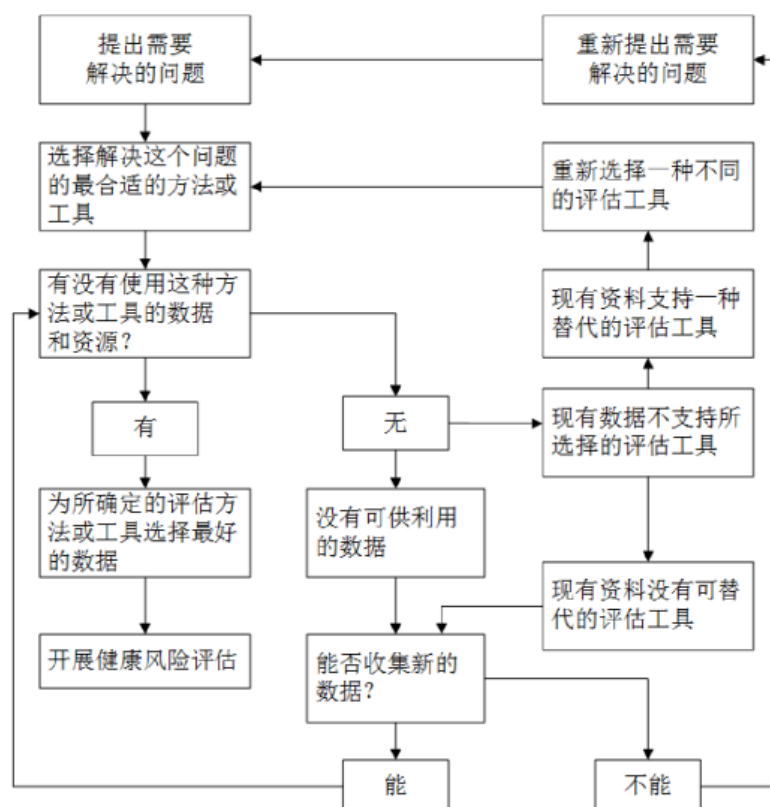 提出需要
解决的问题
重新提出需要
解决的问题
选择解决这个问题
的最合适的方法或
工具
重新选择一种不同
的评估工具
有没有使用这种方
法或工具的数据
和资源？
现有资料支持一种
替代的评估工具
有
无
现有数据不支持所
选择的评估工具
为所确定的评估方
法或工具选择最好
的数据
没有可供利用
的数据
现有资料没有可替
代的评估工具
开展健康风险评估
能否收集新的
数据？
能
不能